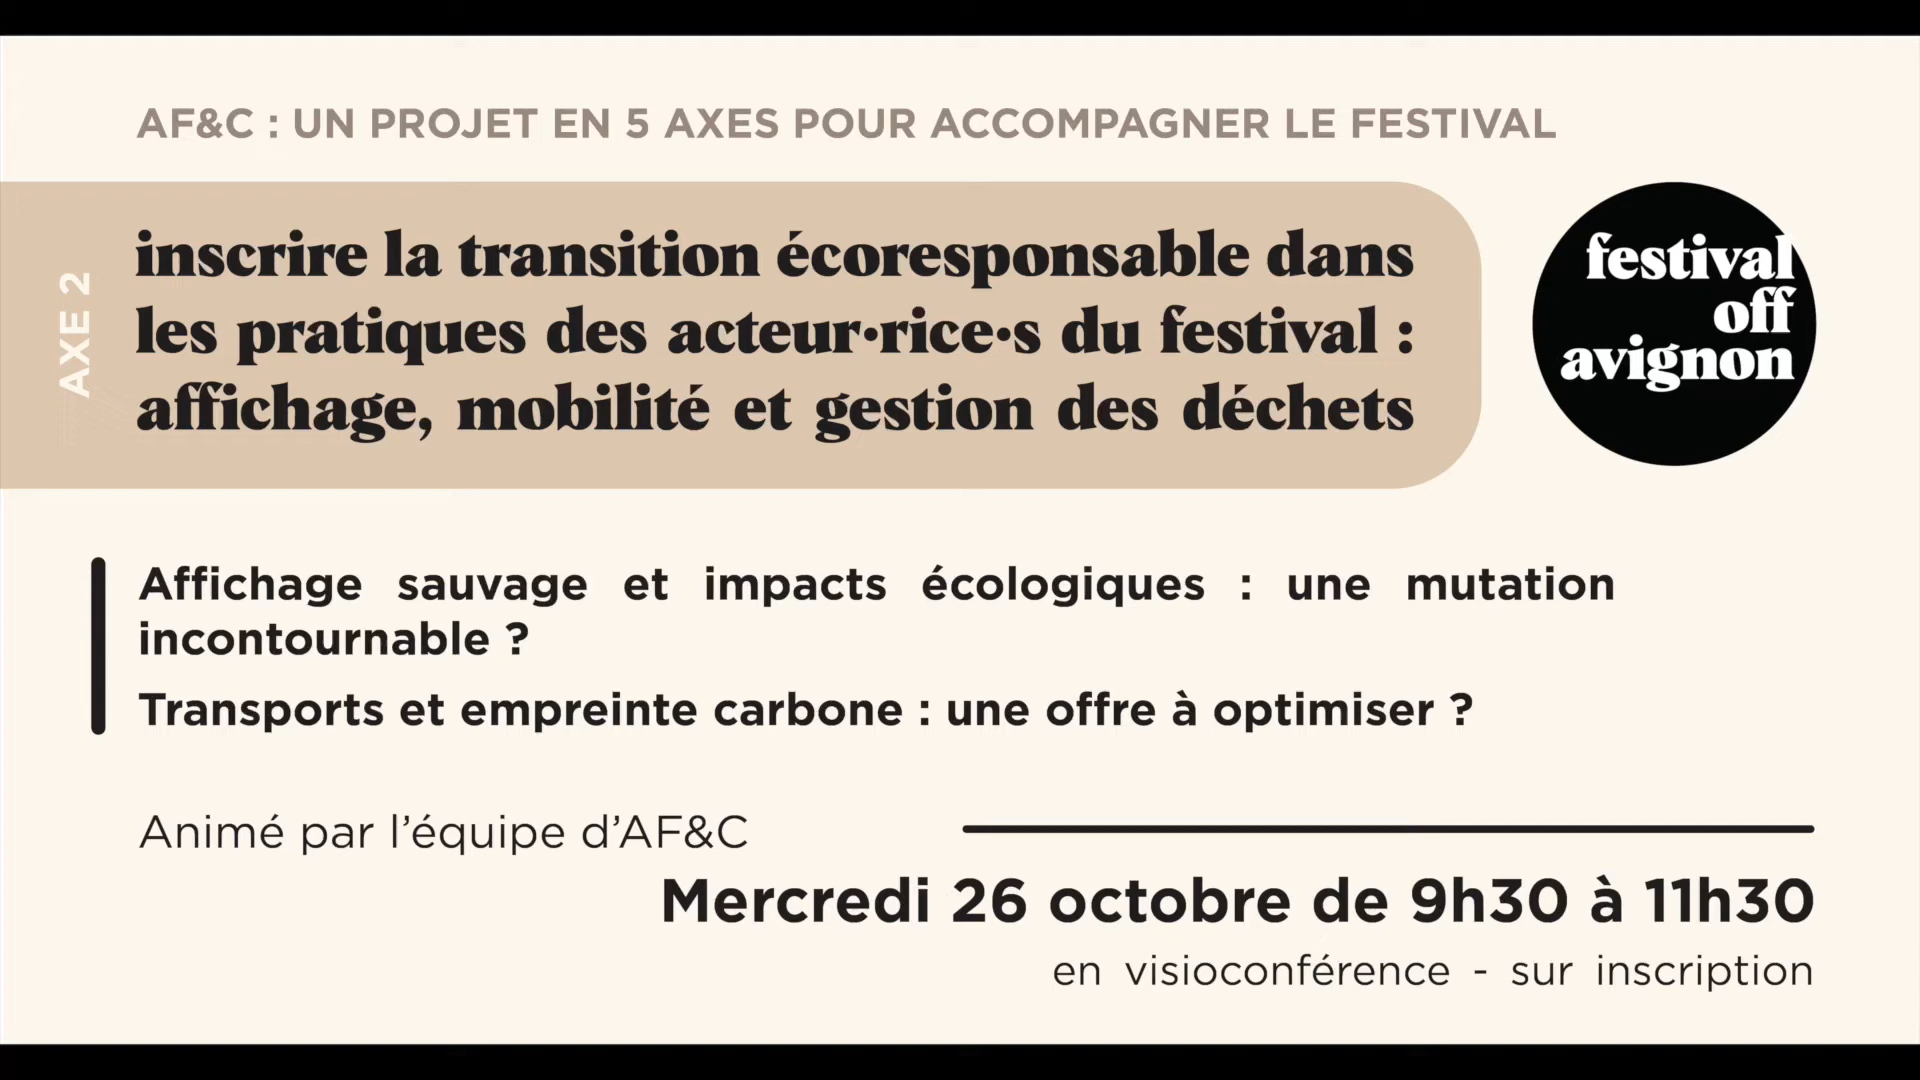 AF&C : UN PROJET EN 5 AXES POUR ACCOMPAGNER LE FESTIVAL
AXE 2
inscrire la transition écoresponsable dans
les pratiques des acteur•rice•s du festival :
affichage, mobilité et gestion des déchets
festival
off
avignon
Affichage sauvage et impacts écologiques : une mutation
incontournable ?
Transports et empreinte carbone : une offre à optimiser ?
Animé par l’équipe d’AF&C
Mercredi 26 octobre de 9h30 à 11h30
en visioconférence - sur inscription